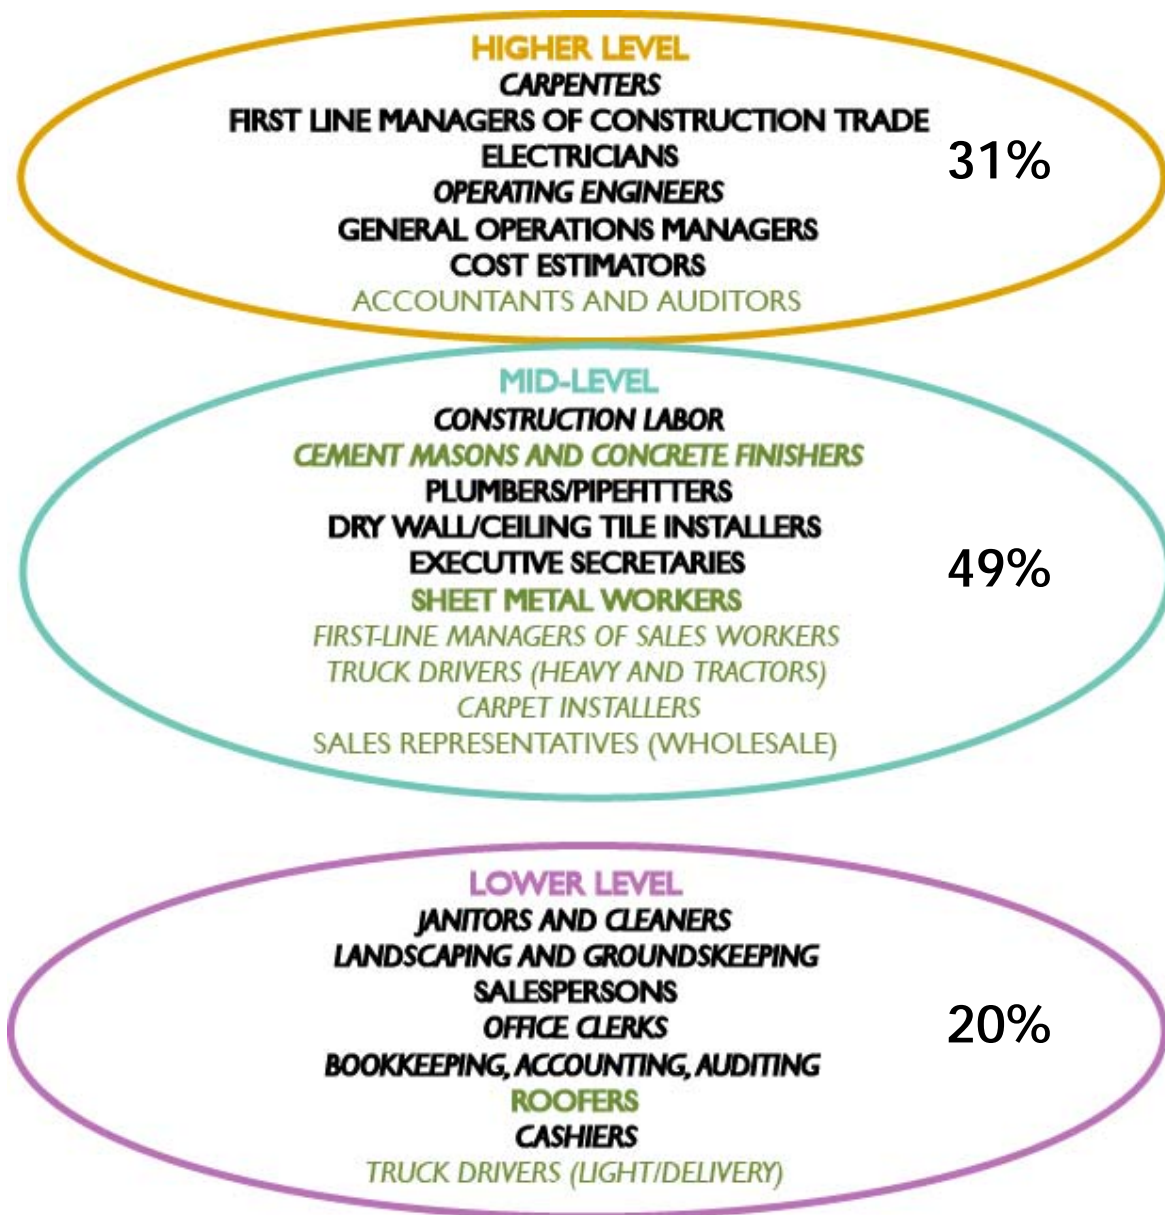 HIGHER LEVEL
CARPENTERS
FIRST LINE MANAGERS OF CONSTRUCTION TRADE
ELECTRICIANS
31%
OPERATING ENGINEERS
GENERAL OPERATIONS MANAGERS
COST ESTIMATORS
ACCOUNTANTS AND AUDITORS
MID-LEVEL
CONSTRUCTION LABOR
CEMENT MASONS AND CONCRETE FINISHERS
PLUMBERS/PIPEFITTERS
DRY WALL/CEILING TILE INSTALLERS
EXECUTIVE SECRETARIES
49%
SHEET METAL WORKERS
FIRST-LINE MANAGERS OF SALES WORKERS
TRUCK DRIVERS (HEAVY AND TRACTORS)
CARPET INSTALLERS
SALES REPRESENTATIVES (WHOLESALE)
LOWER LEVEL
JANITORS AND CLEANERS
LANDSCAPING AND GROUNDSKEEPING
SALESPERSONS
OFFICE CLERKS
20%
BOOKKEEPING, ACCOUNTING, AUDITING
ROOFERS
CASHIERS
TRUCK DRIVERS (LIGHT/DELIVERY)